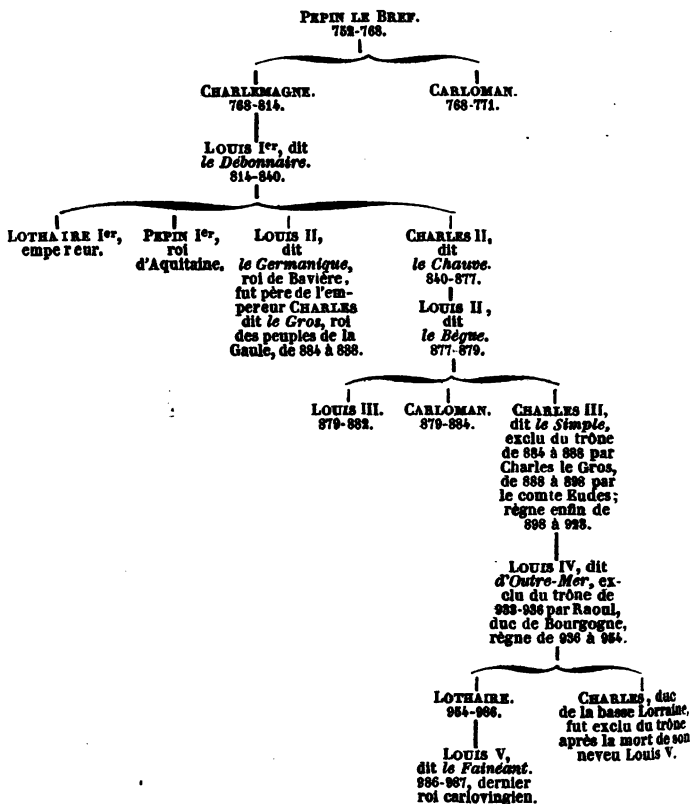 PEPIN LE BREF.
752-768.
CHARLEMAGNE.
768-814.
CARLOMAN.
768-771.
LOUIS Ier, dit
le Débonnaire.
814-840.
LOTHAIRE Ier,
empereur.
PEPIN Ier,
roi
d'Aquitaine.
LOUIS II,
dit
le Germanique,
roi de Bavière,
fut père de l'em-
pereur CHARLES
dit le Gros, roi
des peuples de la
Gaule, de 884 à 888.
CHARLES II,
dit
le Chauve.
840-877.
LOUIS II,
dit
le Bègue.
877-879.
LOUIS III.
879-882.
CARLOMAN.
879-884.
CHARLES III,
dit le Simple,
exclu du trône
de 884 à 888 par
Charles le Gros,
de 888 à 898 par
le comte Eudes;
règne enfin de
898 à 923.
LOUIS IV, dit
d'Outre-Mer, ex-
clu du trône de
923-936 par Raoul,
duc de Bourgogne,
règne de 936 à 954.
LOTHAIRE.
954-986.
CHARLES, duc
de la basse Lorraine,
fut exclu du trône
après la mort de son
neveu Louis V.
LOUIS V,
dit le Fainéant.
986-987, dernier
roi carlovingien.